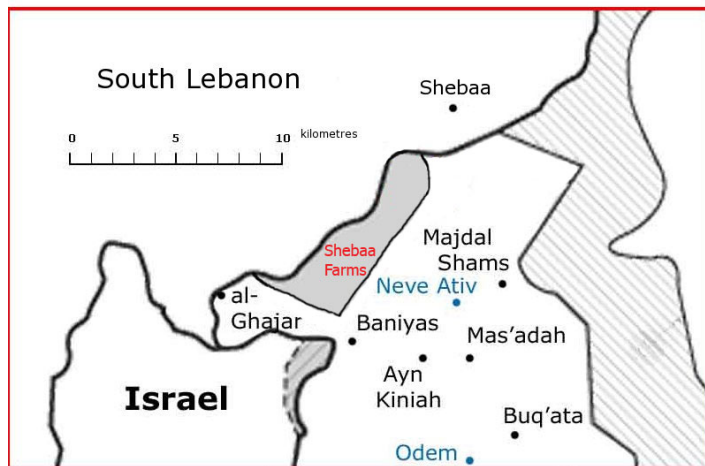 South Lebanon
Shebaa
0 5 10 kilometres
Shebaa
Farms
Majdal
Shams
Neve Ativ
al-
Ghajar
Baniyas
Mas'adah
Ayn
Kiniah
Israel
Buq'ata
Odem